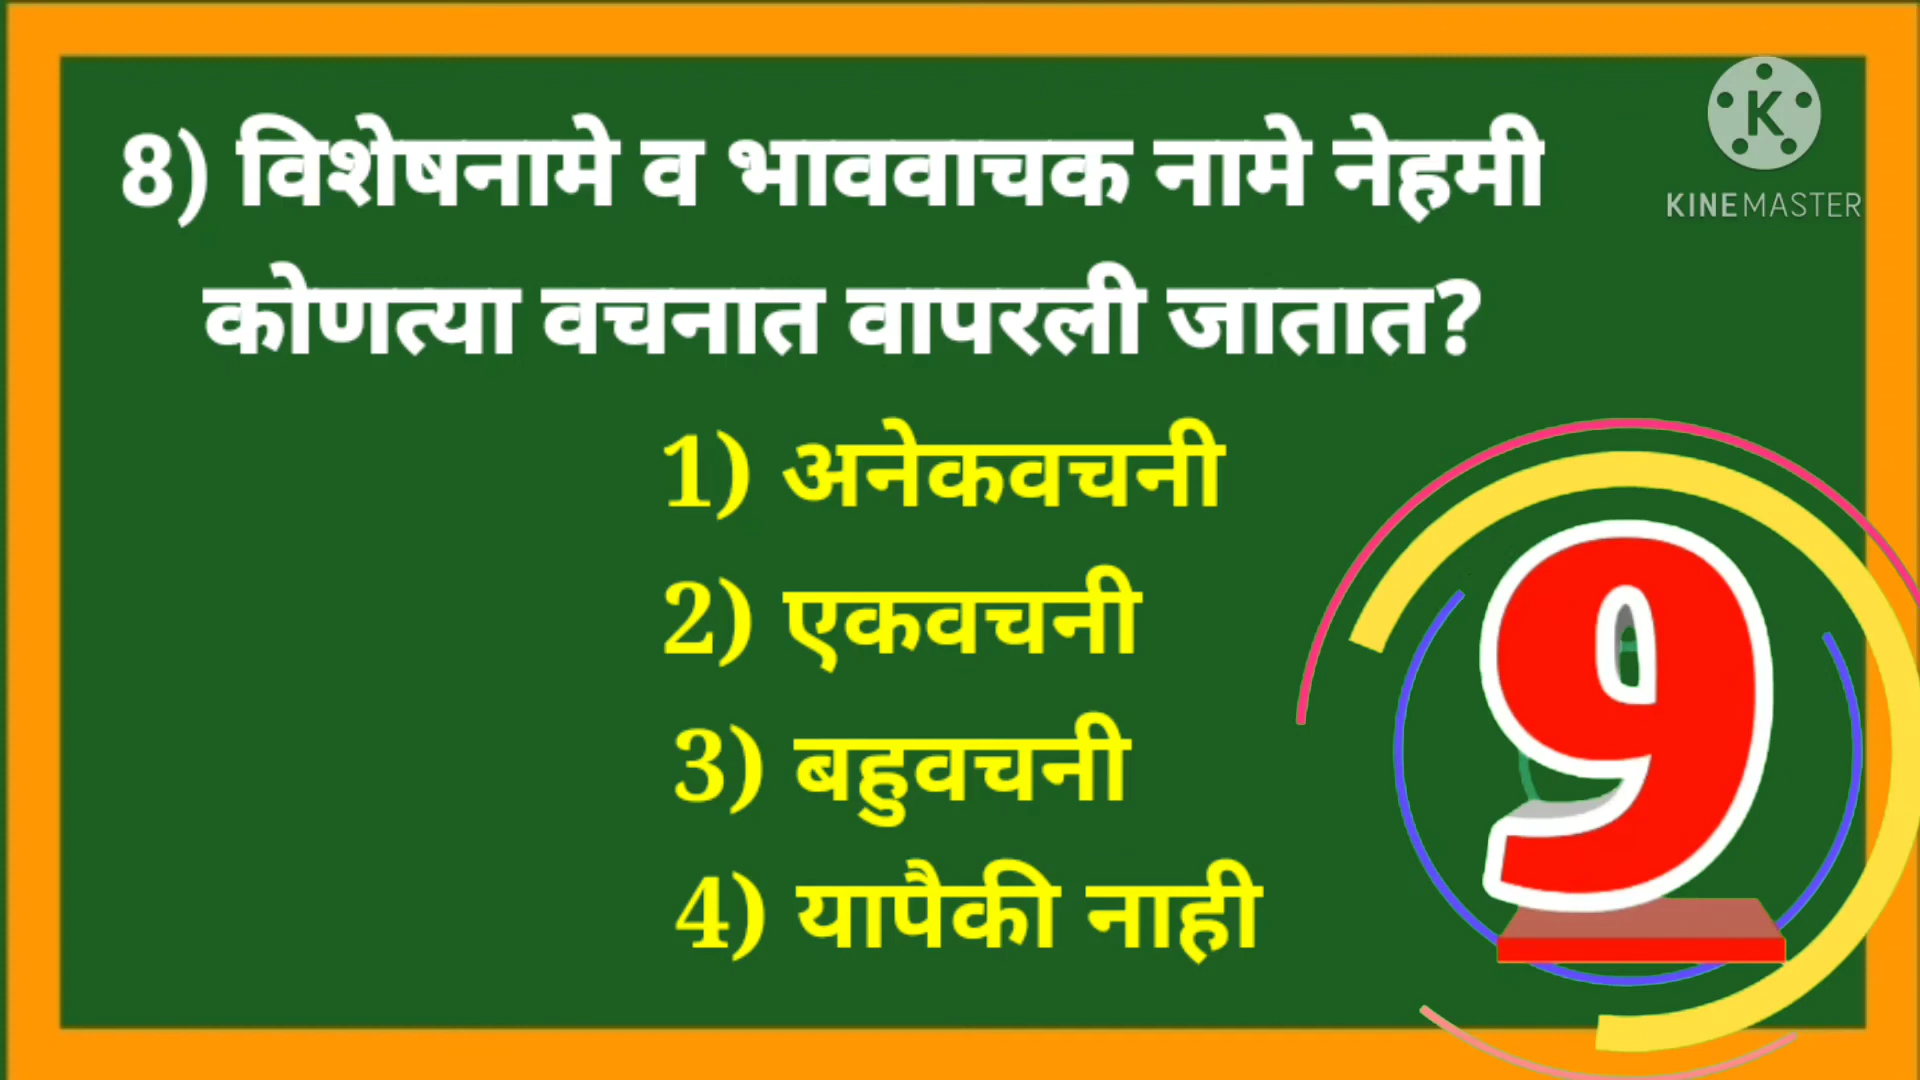 8) विशेषनामे व भाववाचक नामे नेहमी
कोणत्या वचनात वापरली जातात?
1) अनेकवचनी
2) एकवचनी
3) बहुवचनी
4) यापैकी नाही
9
K
KINEMASTER